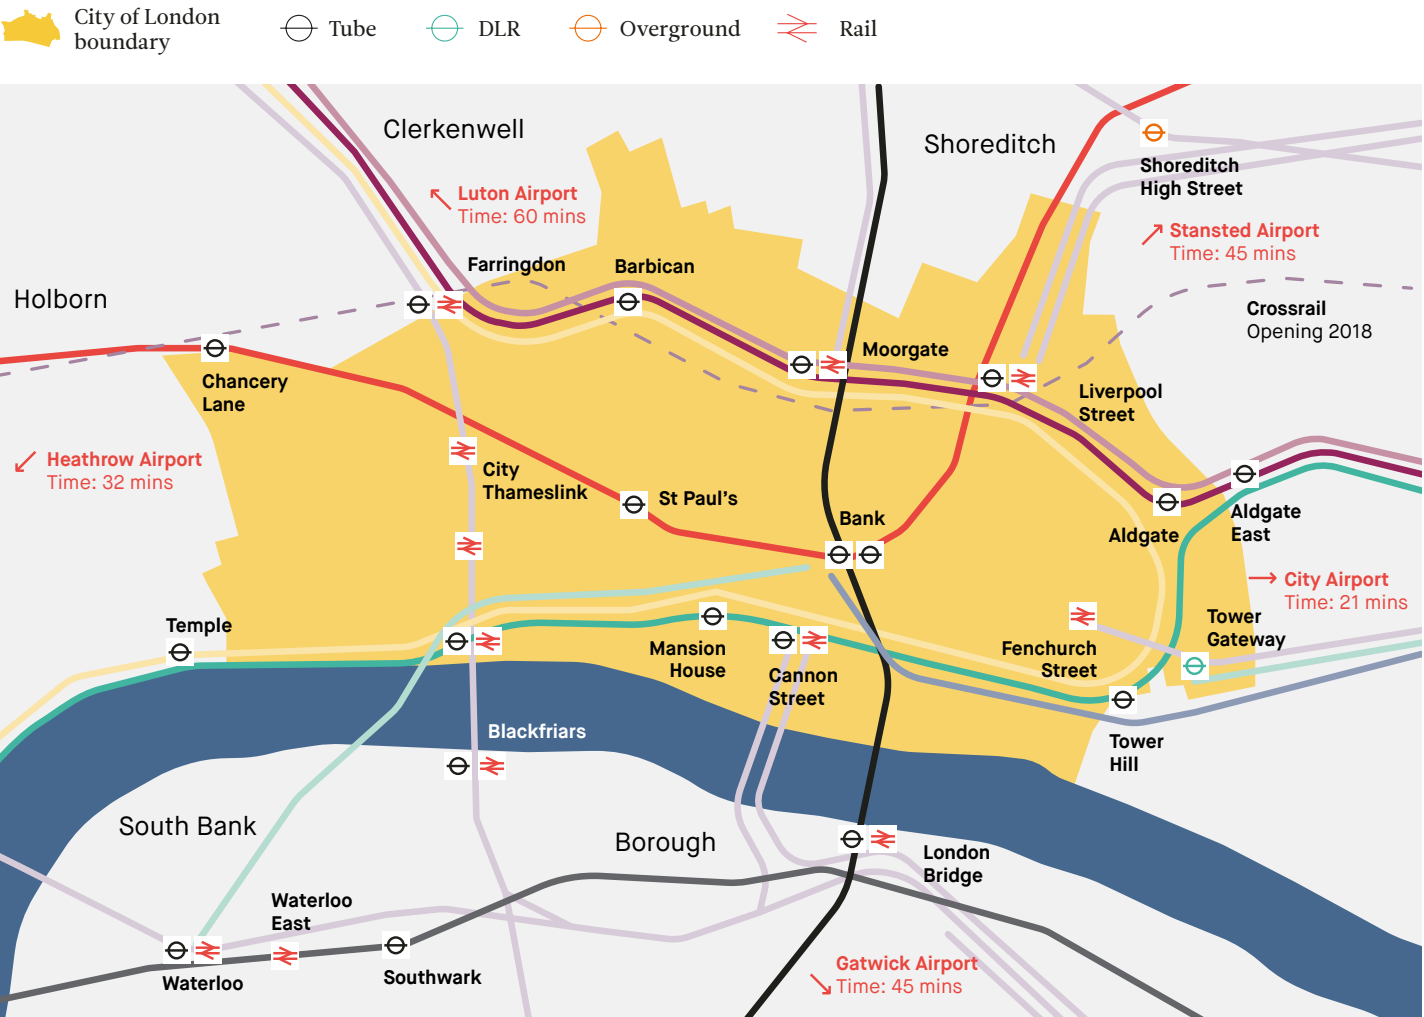 City of London
boundary
Tube
DLR
Overground
Rail
Clerkenwell
Shoreditch
Shoreditch
High Street
Luton Airport
Time: 60 mins
Stansted Airport
Time: 45 mins
Farringdon
Barbican
Holborn
Crossrail
Opening 2018
Moorgate
Chancery
Lane
Liverpool
Street
Heathrow Airport
Time: 32 mins
City
Thameslink
St Paul's
Bank
Aldgate
Aldgate
East
City Airport
Time: 21 mins
Temple
Tower
Gateway
Mansion
House
Cannon
Street
Fenchurch
Street
Blackfriars
Tower
Hill
South Bank
Borough
London
Bridge
Waterloo
East
Waterloo
Southwark
Gatwick Airport
Time: 45 mins